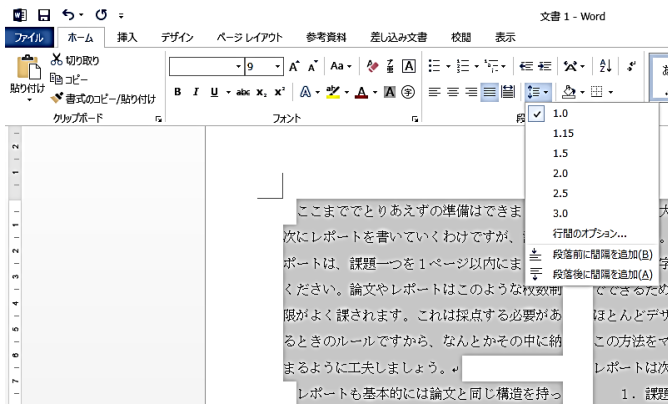 文書 1 - Word
ファイル ホーム 挿入 デザイン ページ レイアウト 参考資料 差し込み文書 校閲 表示
切り取り
コピー
書式のコピー/貼り付け
貼り付け
クリップボード
9
A A Aa A
B I U abc x₂ x² A ab A A 字
フォント
段
あ
1.0
1.15
1.5
2.0
2.5
3.0
行間のオプション...
段落前に間隔を追加(B)
段落後に間隔を追加(A)
ここまででとりあえずの準備はできま
次にレポートを書いていくわけですが、
ポートは、課題一つを1ページ以内にま
ください。論文やレポートはこのような枚数制
限がよく課されます。これは採点する必要があ
るときのルールですから、なんとかその中に納
まるように工夫しましょう。
レポートも基本的には論文と同じ構造を持っ
でできるため
ほとんどデザ
この方法をマ
レポートは次
1. 課題